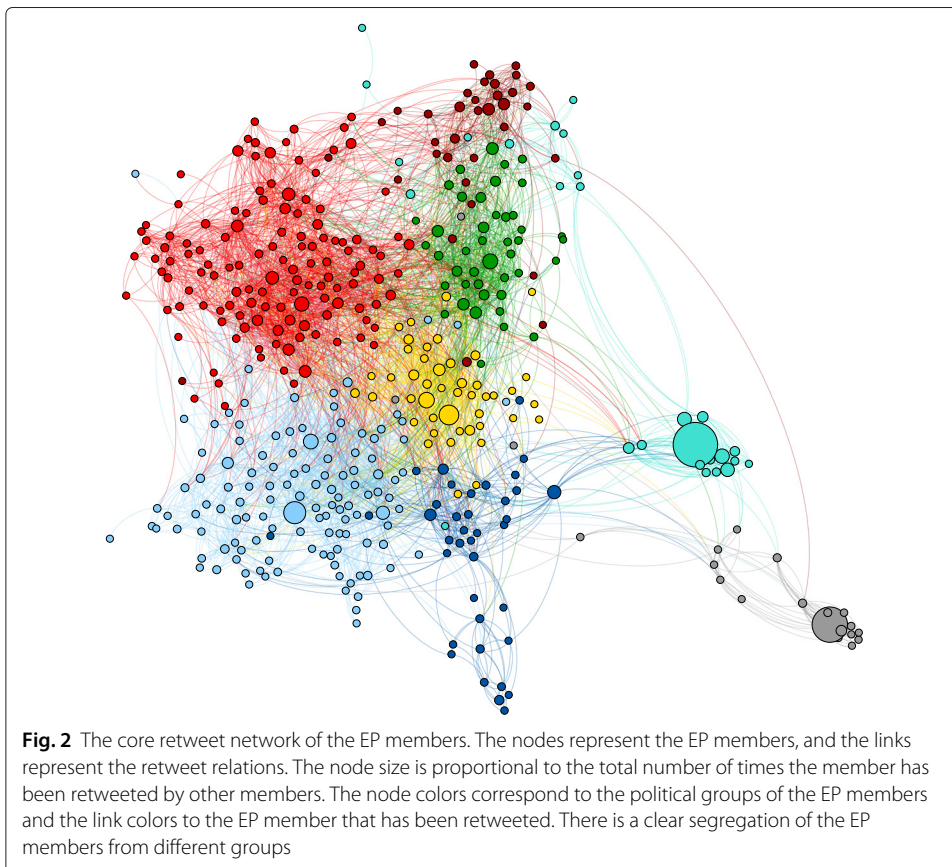 Fig. 2 The core retweet network of the EP members. The nodes represent the EP members, and the links
represent the retweet relations. The node size is proportional to the total number of times the member has
been retweeted by other members. The node colors correspond to the political groups of the EP members
and the link colors to the EP member that has been retweeted. There is a clear segregation of the EP
members from different groups